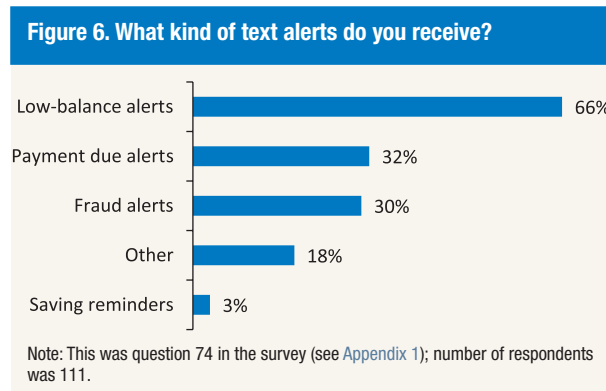 Figure 6. What kind of text alerts do you receive?
Low-balance alerts 66%
Payment due alerts 32%
Fraud alerts 30%
Other 18%
Saving reminders 3%
Note: This was question 74 in the survey (see Appendix 1); number of respondents
was 111.